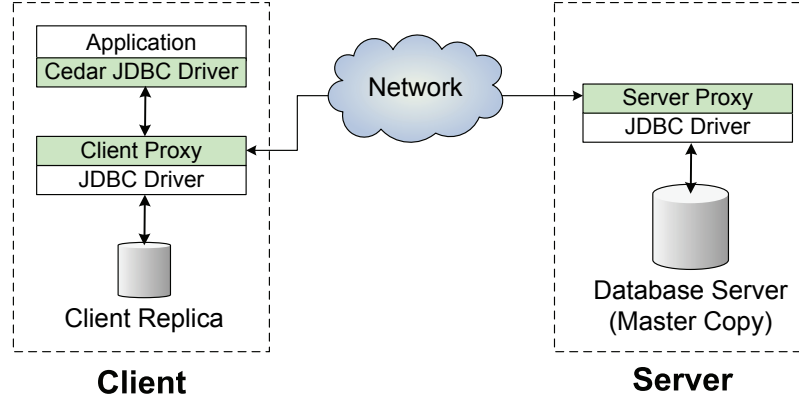 Application
Cedar JDBC Driver
Client Proxy
JDBC Driver
Client Replica
Client
Network
Server Proxy
JDBC Driver
Database Server
(Master Copy)
Server